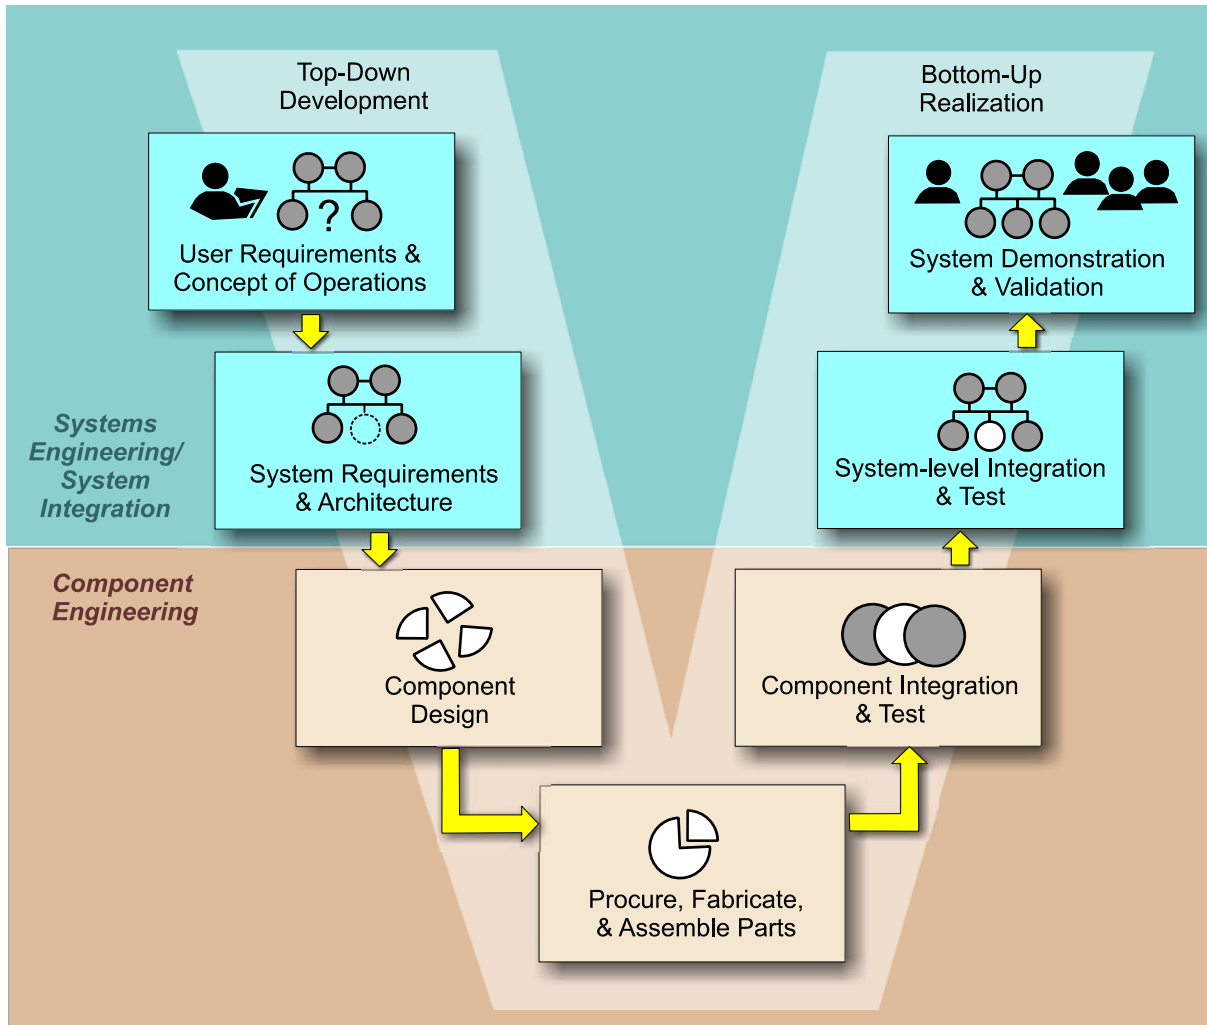 Top-Down
Development
Bottom-Up
Realization
?
User Requirements &
Concept of Operations
System Demonstration
& Validation
Systems
Engineering/
System
Integration
System Requirements
& Architecture
System-level Integration
& Test
Component
Engineering
Component
Design
Component Integration
& Test
Procure, Fabricate,
& Assemble Parts